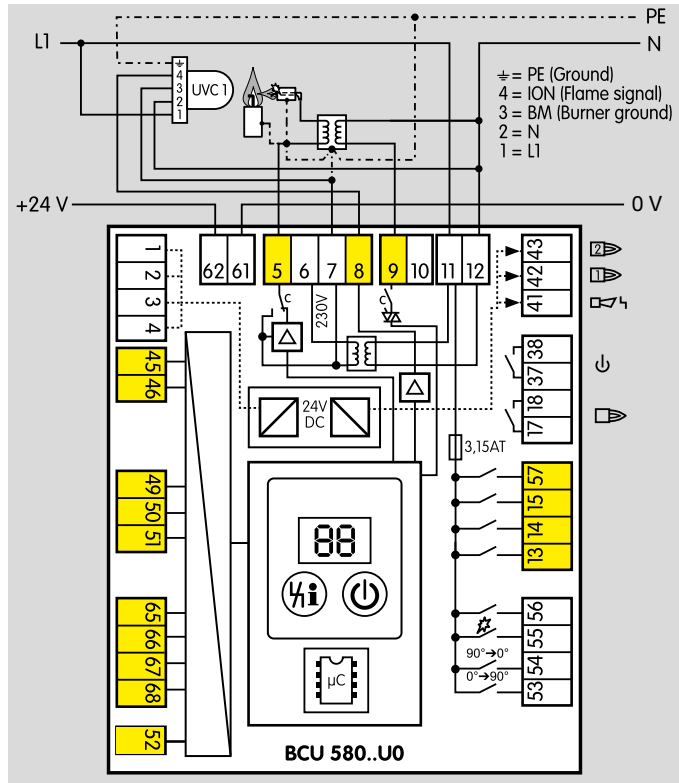 PE
L1
N
4
3
2
1
UVC 1
= PE (Ground)
4 = ION (Flame signal)
3 = BM (Burner ground)
2 = N
1 = L1
+24 V
0 V
1
2
3
4
62 61
5 6 7 8
9 10 11 12
43
42
41
2
1
c
230V
c
38
37
18
17
45
46
24V
DC
3,15AT
49
50
51
57
15
14
13
88
i
65
66
67
68
56
55
54
53
90°→0°
0°→90°
µC
52
BCU 580..U0